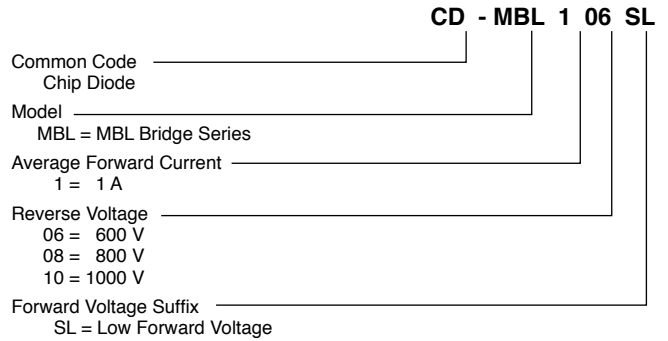 CD - MBL 1 06 SL
Common Code
Chip Diode
Model
MBL = MBL Bridge Series
Average Forward Current
1 = 1 A
Reverse Voltage
06 = 600 V
08 = 800 V
10 = 1000 V
Forward Voltage Suffix
SL = Low Forward Voltage